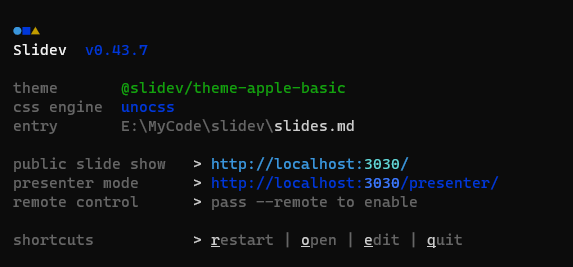 Slidev v0.43.7
theme @slidev/theme-apple-basic
css engine unocss
entry E:\MyCode\slidev\slides.md
public slide show > http://localhost:3030/
presenter mode > http://localhost:3030/presenter/
remote control > pass --remote to enable
shortcuts > restart | open | edit | quit